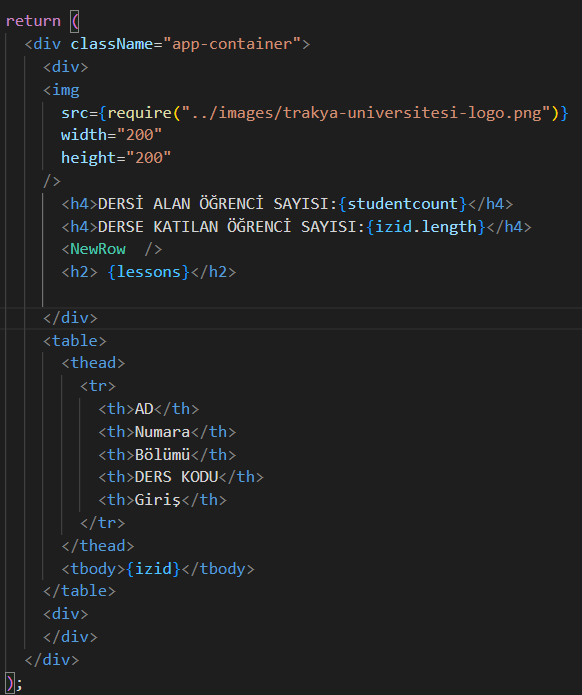 return (
<div className="app-container">
<div>
<img
src={require("../images/trakya-universitesi-logo.png")}
width="200"
height="200"
/>
<h4>DERSİ ALAN ÖĞRENCİ SAYISI:{studentcount}</h4>
<h4>DERSE KATILAN ÖĞRENCİ SAYISI:{izid.length}</h4>
<NewRow  />
<h2> {lessons}</h2>
</div>
<table>
<thead>
<tr>
<th>AD</th>
<th>Numara</th>
<th>Bölümü</th>
<th>DERS KODU</th>
<th>Giriş</th>
</tr>
</thead>
<tbody>{izid}</tbody>
</table>
<div>
</div>
</div>
);